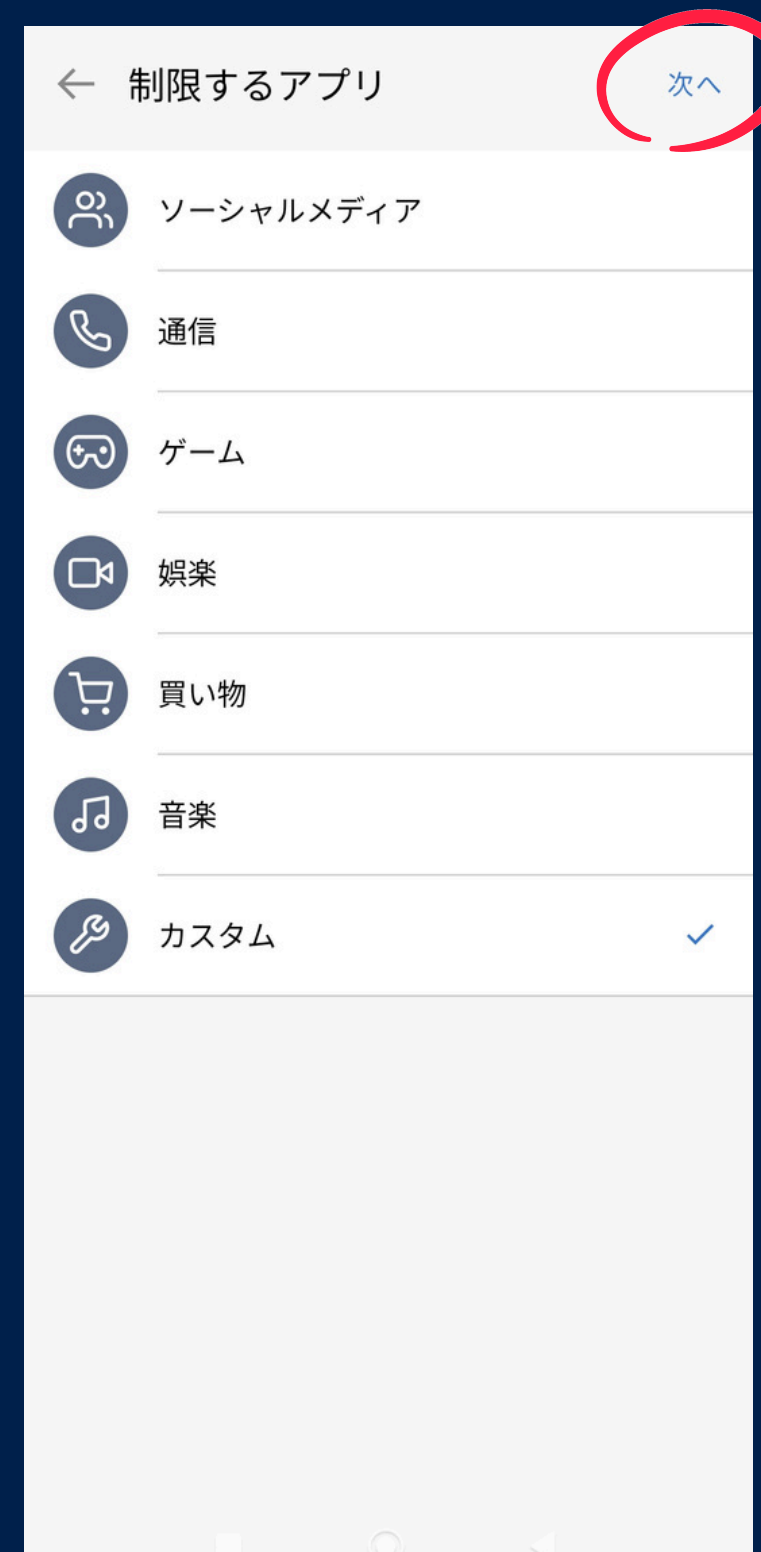 制限するアプリ 次へ
ソーシャルメディア
通信
ゲーム
娯楽
買い物
音楽
カスタム